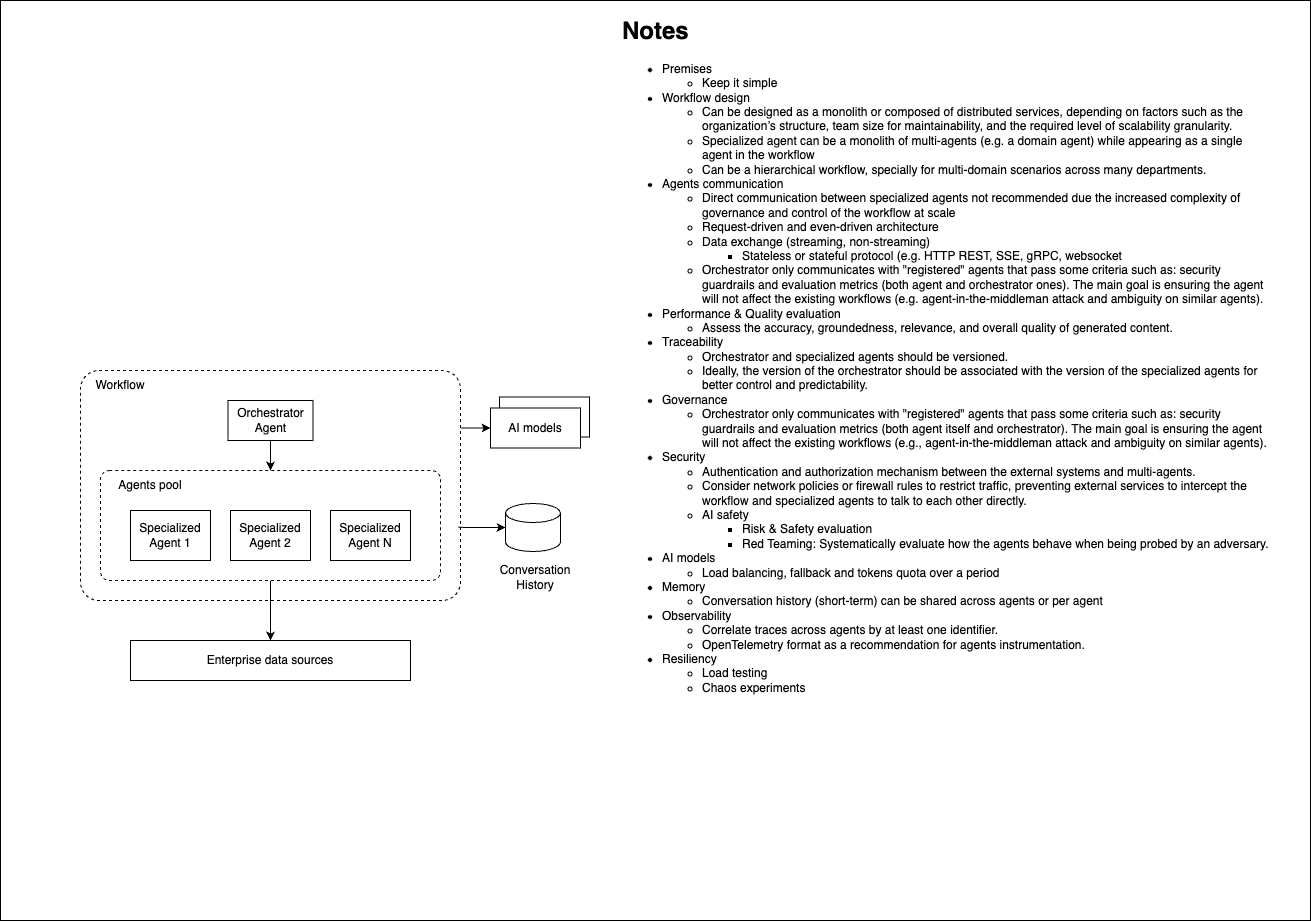 Notes
Premises
Keep it simple
Workflow design
Can be designed as a monolith or composed of distributed services, depending on factors such as the
organization's structure, team size for maintainability, and the required level of scalability granularity.
Specialized agent can be a monolith of multi-agents (e.g. a domain agent) while appearing as a single
agent in the workflow
Can be a hierarchical workflow, specially for multi-domain scenarios across many departments.
Agents communication
Direct communication between specialized agents not recommended due the increased complexity of
governance and control of the workflow at scale
Request-driven and even-driven architecture
Data exchange (streaming, non-streaming)
Stateless or stateful protocol (e.g. HTTP REST, SSE, gRPC, websocket
Orchestrator only communicates with "registered" agents that pass some criteria such as: security
guardrails and evaluation metrics (both agent and orchestrator ones). The main goal is ensuring the agent
will not affect the existing workflows (e.g. agent-in-the-middleman attack and ambiguity on similar agents).
Performance & Quality evaluation
Assess the accuracy, groundedness, relevance, and overall quality of generated content.
Traceability
Orchestrator and specialized agents should be versioned.
Ideally, the version of the orchestrator should be associated with the version of the specialized agents for
better control and predictability.
Governance
Orchestrator only communicates with "registered" agents that pass some criteria such as: security
guardrails and evaluation metrics (both agent itself and orchestrator). The main goal is ensuring the agent
will not affect the existing workflows (e.g., agent-in-the-middleman attack and ambiguity on similar agents).
Security
Authentication and authorization mechanism between the external systems and multi-agents.
Consider network policies or firewall rules to restrict traffic, preventing external services to intercept the
workflow and specialized agents to talk to each other directly.
AI safety
Risk & Safety evaluation
Red Teaming: Systematically evaluate how the agents behave when being probed by an adversary.
AI models
Load balancing, fallback and tokens quota over a period
Memory
Conversation history (short-term) can be shared across agents or per agent
Observability
Correlate traces across agents by at least one identifier.
OpenTelemetry format as a recommendation for agents instrumentation.
Resiliency
Load testing
Chaos experiments
Workflow
Orchestrator
Agent
AI models
Agents pool
Specialized
Agent 1
Specialized
Agent 2
Specialized
Agent N
Conversation
History
Enterprise data sources